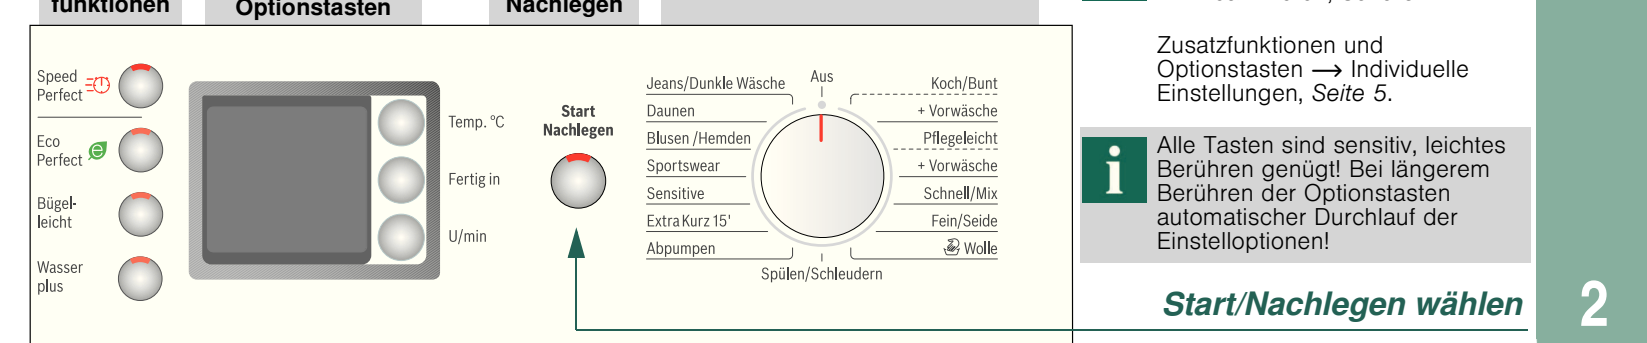 funktionen
Optionstasten
Nachlegen
Speed
Perfect
Eco
Perfect
Bügel-
leicht
Wasser
plus
Temp. °C
Fertig in
U/min
Start
Nachlegen
Jeans/Dunkle Wäsche
Daunen
Blusen /Hemden
Sportswear
Sensitive
Extra Kurz 15'
Abpumpen
Aus
Koch/Bunt
+ Vorwäsche
Pflegeleicht
+ Vorwäsche
Schnell/Mix
Fein/Seide
Wolle
Spülen/Schleudern
Zusatzfunktionen und
Optionstasten → Individuelle
Einstellungen, Seite 5.
i
Alle Tasten sind sensitiv, leichtes
Berühren genügt! Bei längerem
Berühren der Optionstasten
automatischer Durchlauf der
Einstelloptionen!
Start/Nachlegen wählen
2